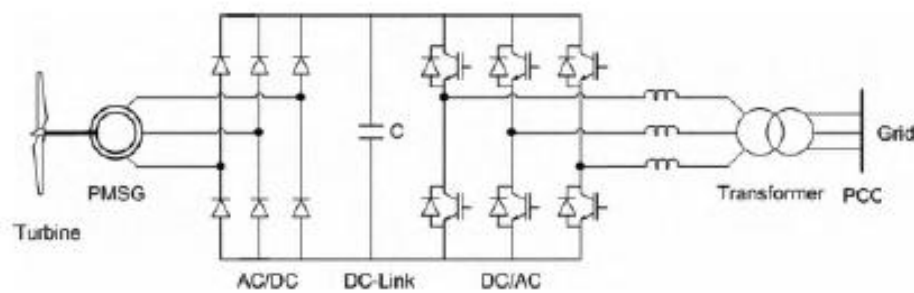 C
Grid
PMSG
Transformer
PCC
Turbine
AC/DC
DC-Link
DC/AC